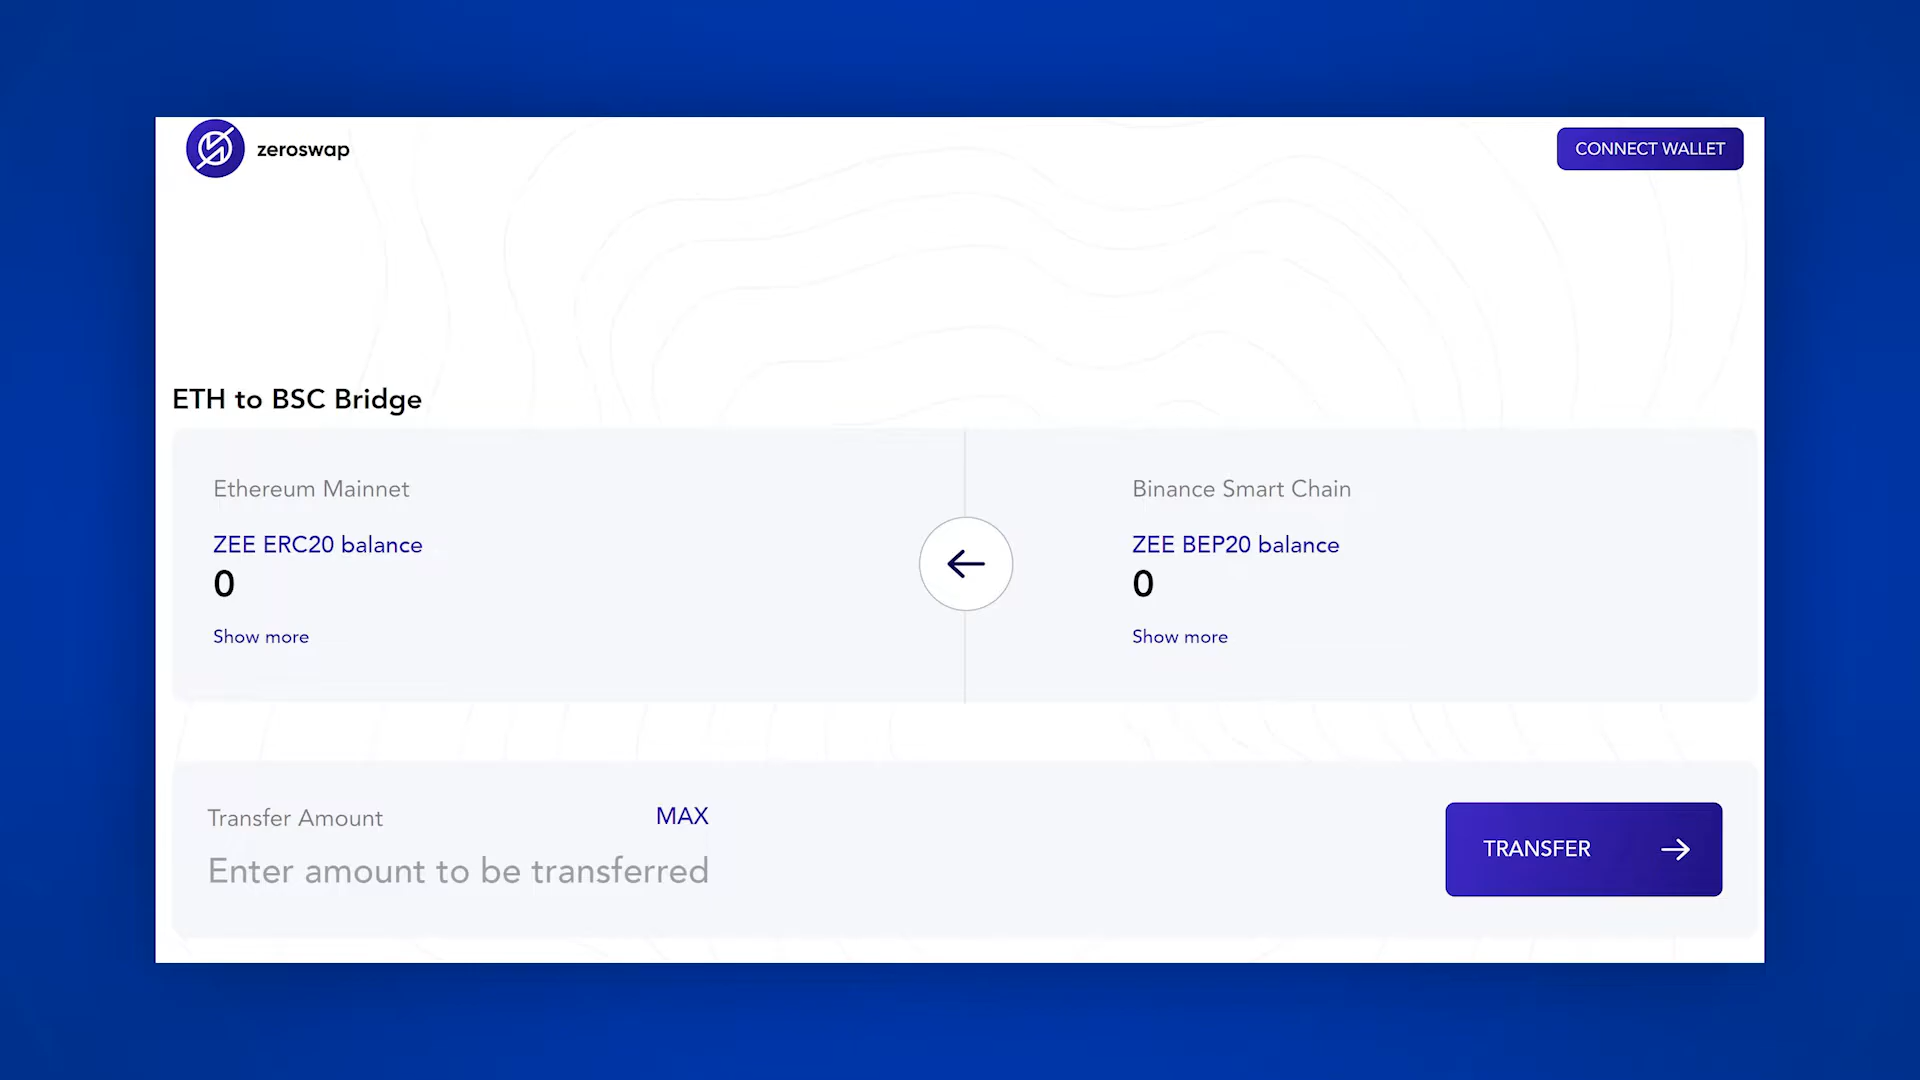 zeroswap
CONNECT WALLET
ETH to BSC Bridge
Ethereum Mainnet
ZEE ERC20 balance
0
Show more
Binance Smart Chain
ZEE BEP20 balance
0
Show more
Transfer Amount
MAX
Enter amount to be transferred
TRANSFER